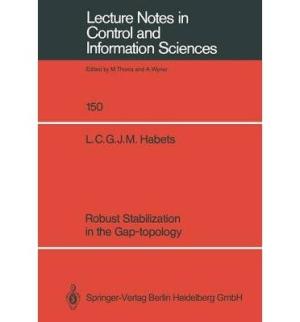 Lecture Notes in
Control and
Information Sciences
Edited by M.Thoma and A.Wyner
150
L.C.G.J.M. Habets
Robust Stabilization
in the Gap-topology
Springer-Verlag Berlin Heidelberg GmbH